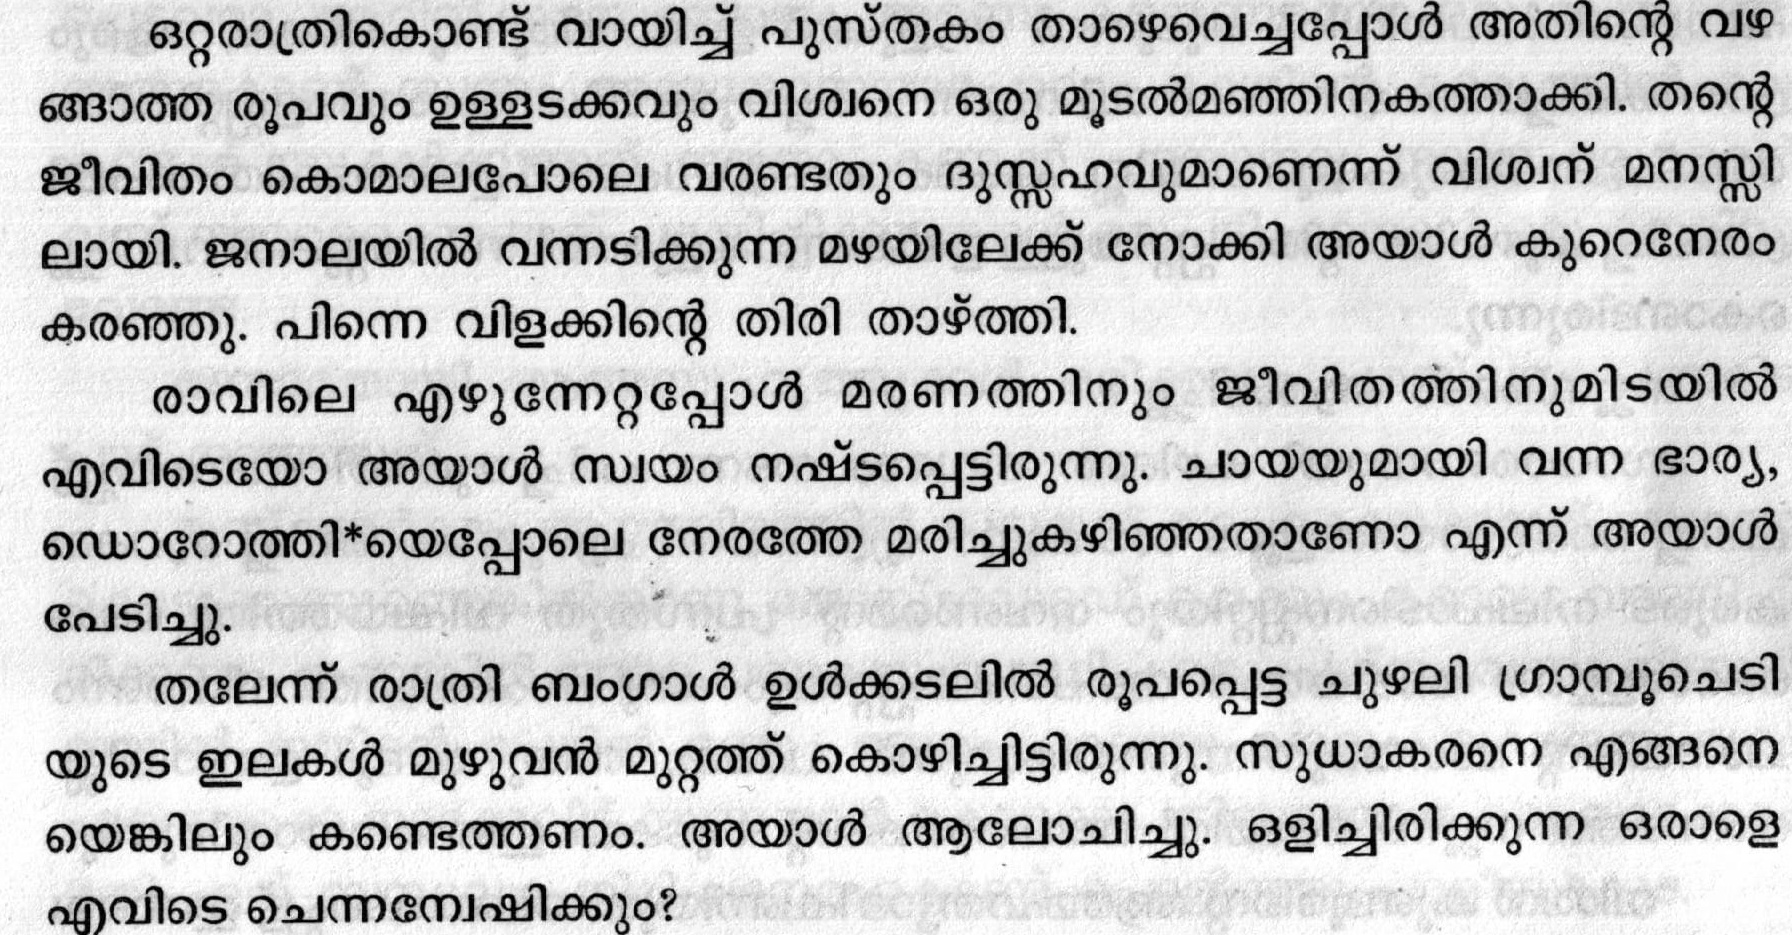 ഒറ്റരാത്രികൊണ്ട് വായിച്ച് പുസ്തകം താഴെവെച്ചപ്പോൾ അതിന്റെ വഴ
ങ്ങാത്ത രൂപവും ഉള്ളടക്കവും വിശ്വനെ ഒരു മൂടൽമഞ്ഞിനകത്താക്കി. തന്റെ
ജീവിതം കൊമാലപോലെ വരണ്ടതും ദുസ്സഹവുമാണെന്ന് വിശ്വന് മനസ്സി
ലായി. ജനാലയിൽ വന്നടിക്കുന്ന മഴയിലേക്ക് നോക്കി അയാൾ കുറെനേരം
കരഞ്ഞു. പിന്നെ വിളക്കിന്റെ തിരി താഴ്ത്തി.
രാവിലെ എഴുന്നേറ്റപ്പോൾ മരണത്തിനും ജീവിതത്തിനുമിടയിൽ
എവിടെയോ അയാൾ സ്വയം നഷ്ടപ്പെട്ടിരുന്നു. ചായയുമായി വന്ന ഭാര്യ,
ഡൊറോത്തി*യെപ്പോലെ നേരത്തേ മരിച്ചുകഴിഞ്ഞതാണോ എന്ന് അയാൾ
പേടിച്ചു.
തലേന്ന് രാത്രി ബംഗാൾ ഉൾക്കടലിൽ രൂപപ്പെട്ട ചുഴലി ഗ്രാമ്പൂചെടി
യുടെ ഇലകൾ മുഴുവൻ മുറ്റത്ത് കൊഴിച്ചിട്ടിരുന്നു. സുധാകരനെ എങ്ങനെ
യെങ്കിലും കണ്ടെത്തണം. അയാൾ ആലോചിച്ചു. ഒളിച്ചിരിക്കുന്ന ഒരാളെ
എവിടെ ചെന്നന്വേഷിക്കും?